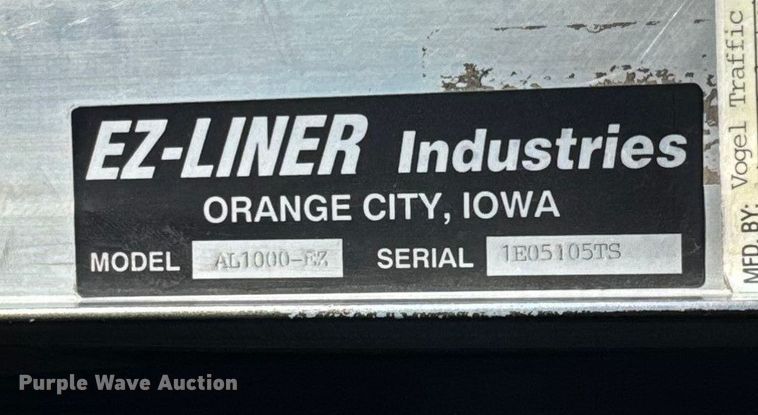 EZ-LINER Industries
ORANGE CITY, IOWA
MODEL AL1000-EZ SERIAL 1E05105TS
MFD. BY: Vogel Traffic
Purple Wave Auction